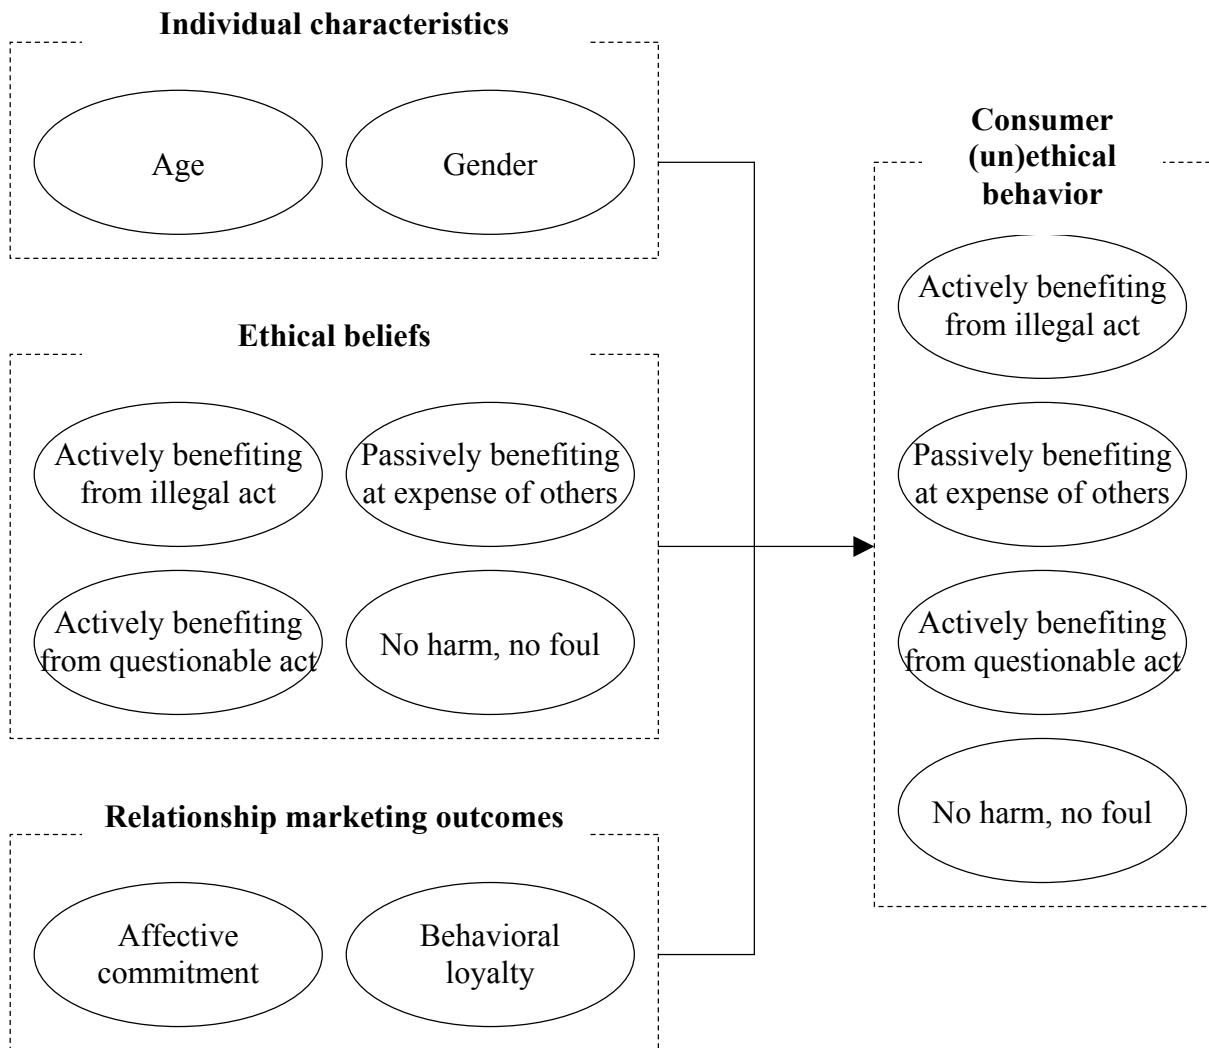 Individual characteristics
Age
Gender
Ethical beliefs
Actively benefiting
from illegal act
Passively benefiting
at expense of others
Actively benefiting
from questionable act
No harm, no foul
Relationship marketing outcomes
Affective
commitment
Behavioral
loyalty
Consumer
(un)ethical
behavior
Actively benefiting
from illegal act
Passively benefiting
at expense of others
Actively benefiting
from questionable act
No harm, no foul